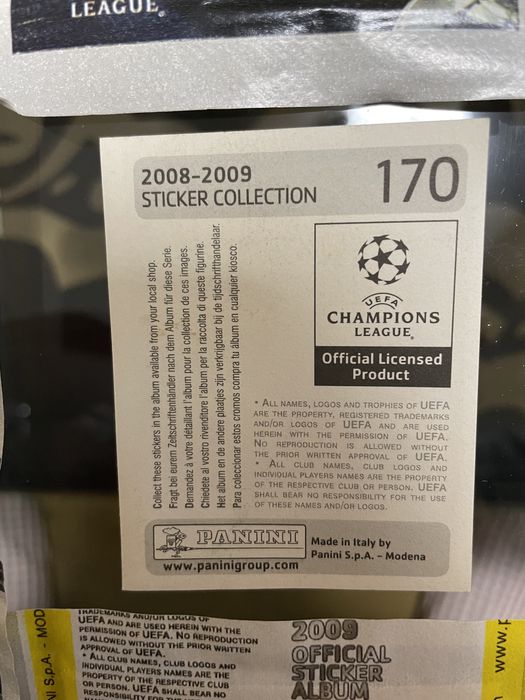 LEAGUE
2008-2009
STICKER COLLECTION
170
Collect these stickers in the album available from your local shop.
Fragt bei eurem Zeitschriftenhändler nach dem Album für diese Serie.
Demandez à votre détaillant l'album pour la collection de ces images.
Chiedete al vostro rivenditore l'album per la raccolta di queste figurine.
Het album en de andere plaatjes zijn verkrijgbaar bij de tijdschrifthandelaar.
Para coleccionar estos cromos compra tu álbum en cualquier kiosco.
UEFA
CHAMPIONS
LEAGUE
Official Licensed
Product
* ALL NAMES, LOGOS AND TROPHIES OF UEFA
ARE THE PROPERTY, REGISTERED TRADEMARKS
AND/OR LOGOS OF UEFA AND ARE USED
HEREIN WITH THE PERMISSION OF UEFA.
NO REPRODUCTION IS ALLOWED WITHOUT
THE PRIOR WRITTEN APPROVAL OF UEFA.
* ALL CLUB NAMES, CLUB LOGOS AND
INDIVIDUAL PLAYERS NAMES ARE THE PROPERTY
OF THE RESPECTIVE CLUB OR PERSON. UEFA
SHALL BEAR NO RESPONSIBILITY FOR THE USE
OF THESE NAMES AND/OR LOGOS.
PANINI
www.paninigroup.com
Made in Italy by
Panini S.p.A. - Modena
NI S.p.A. - MOD
TRADEMARKS AND/OR LOGOS OF
UEFA AND ARE USED HEREIN WITH THE
PERMISSION OF UEFA. NO REPRODUCTION
IS ALLOWED WITHOUT THE PRIOR WRITTEN
APPROVAL OF UEFA.
* ALL CLUB NAMES, CLUB LOGOS AND
INDIVIDUAL PLAYERS NAMES ARE THE
PROPERTY OF THE RESPECTIVE CLUB
OR PERSON. UEFA SHALL BEAR NO
RESPONSIBILITY FOR THE
2009
OFFICIAL
STICKER
ALBUM
www.p